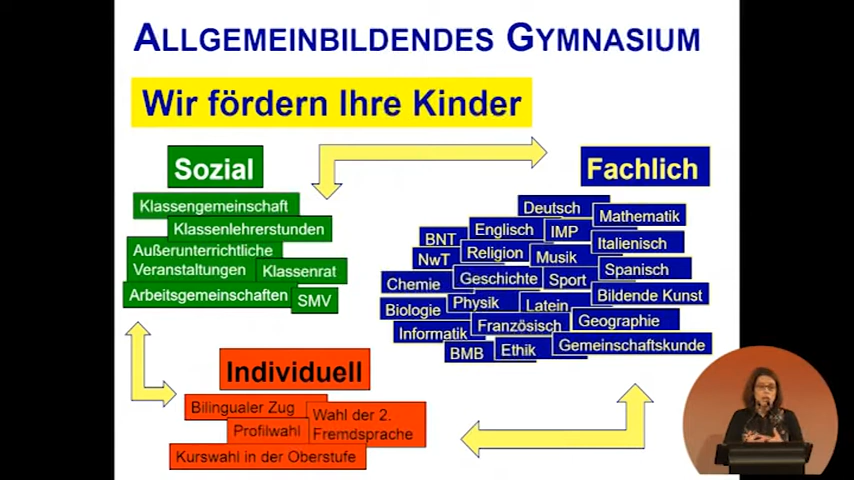 ALLGEMEINBILDENDES GYMNASIUM
Wir fördern Ihre Kinder
Sozial
Klassengemeinschaft
Klassenlehrerstunden
Außerunterrichtliche
Veranstaltungen
Klassenrat
Arbeitsgemeinschaften
SMV
Fachlich
Deutsch
Mathematik
Englisch
IMP
BNT
Italienisch
Religion
Musik
NwT
Spanisch
Geschichte
Sport
Chemie
Bildende Kunst
Physik
Latein
Biologie
Geographie
Französisch
Informatik
Gemeinschaftskunde
Ethik
BMB
Individuell
Bilingualer Zug
Wahl der 2.
Fremdsprache
Profilwahl
Kurswahl in der Oberstufe